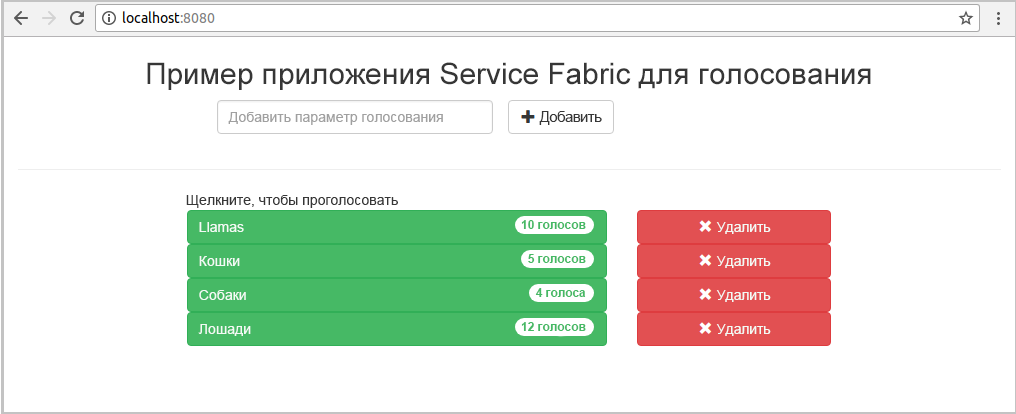 localhost:8080
Пример приложения Service Fabric для голосования
Добавить параметр голосования Добавить
Щелкните, чтобы проголосовать
Llamas 10 голосов Удалить
Кошки 5 голосов Удалить
Собаки 4 голоса Удалить
Лошади 12 голосов Удалить